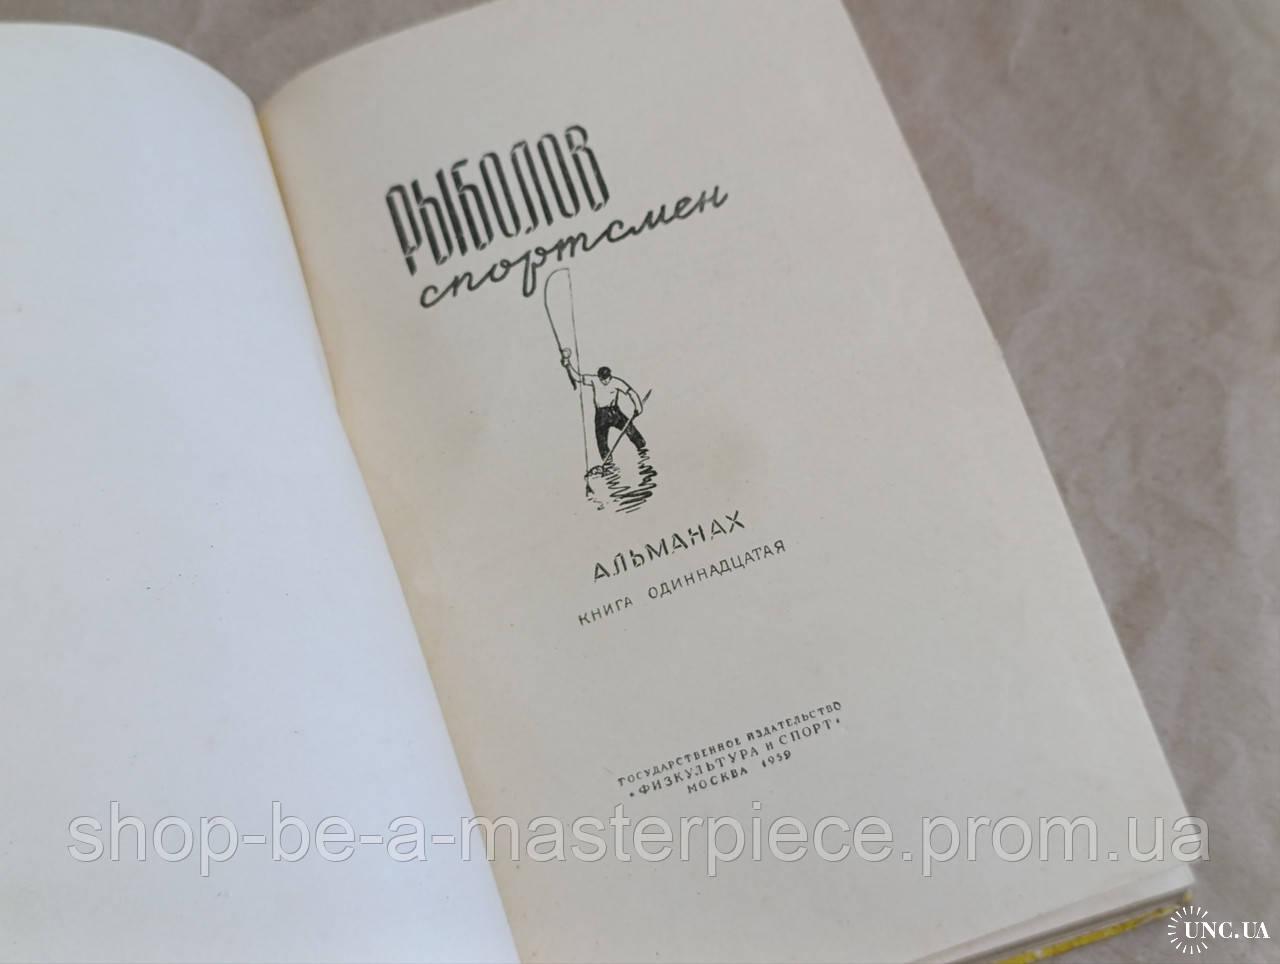 РЫБОЛОВ
спортсмен
АЛЬМАНАХ
КНИГА ОДИННАДЦАТАЯ
ГОСУДАРСТВЕННОЕ ИЗДАТЕЛЬСТВО
«ФИЗКУЛЬТУРА И СПОРТ»
МОСКВА 1959
shop-be-a-masterpiece.prom.ua
UNC.UA